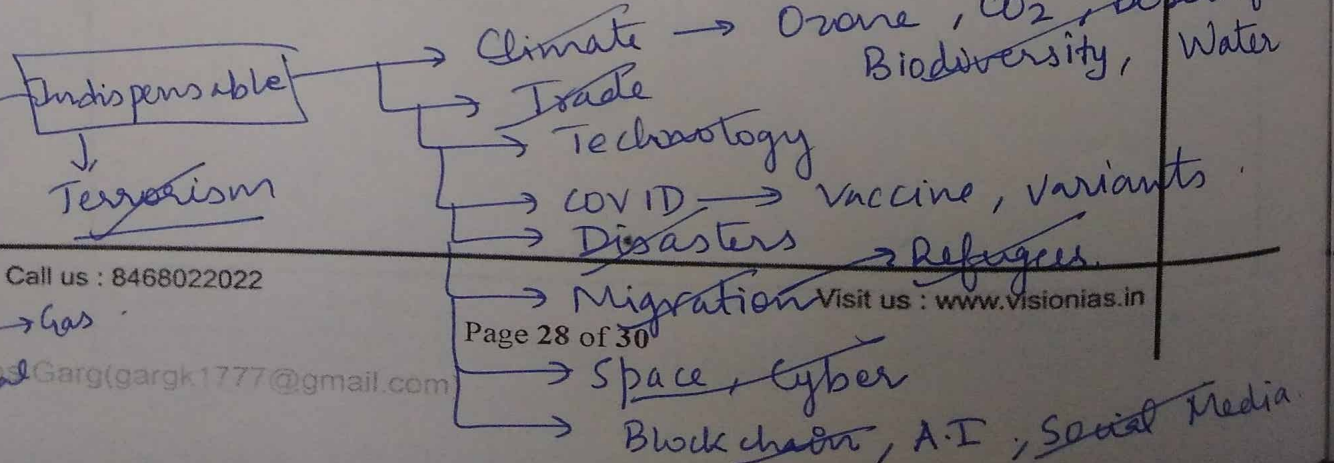 Climate → Ozone, CO2,
Biodiversity, Water
Indispensable
Trade
Technology
Terrorism
COVID → Vaccine, variants.
Disasters
Migration → Refugees.
Call us : 8468022022
Visit us : www.visionias.in
→ Gas
Page 28 of 30
Garg(gargk1777@gmail.com)
Space, Cyber
Blockchain, A.I, Social Media.